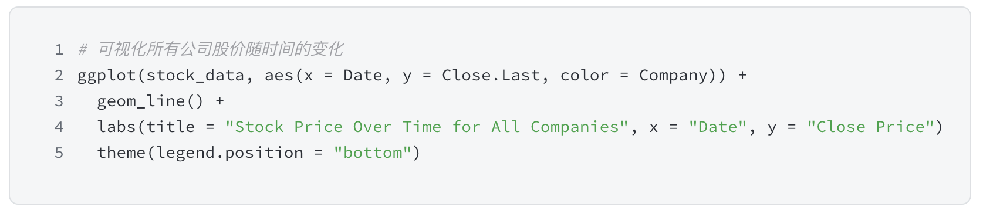 1 # 可视化所有公司股价随时间的变化
2 ggplot(stock_data, aes(x = Date, y = Close.Last, color = Company)) +
3   geom_line() +
4   labs(title = "Stock Price Over Time for All Companies", x = "Date", y = "Close Price")
5   theme(legend.position = "bottom")